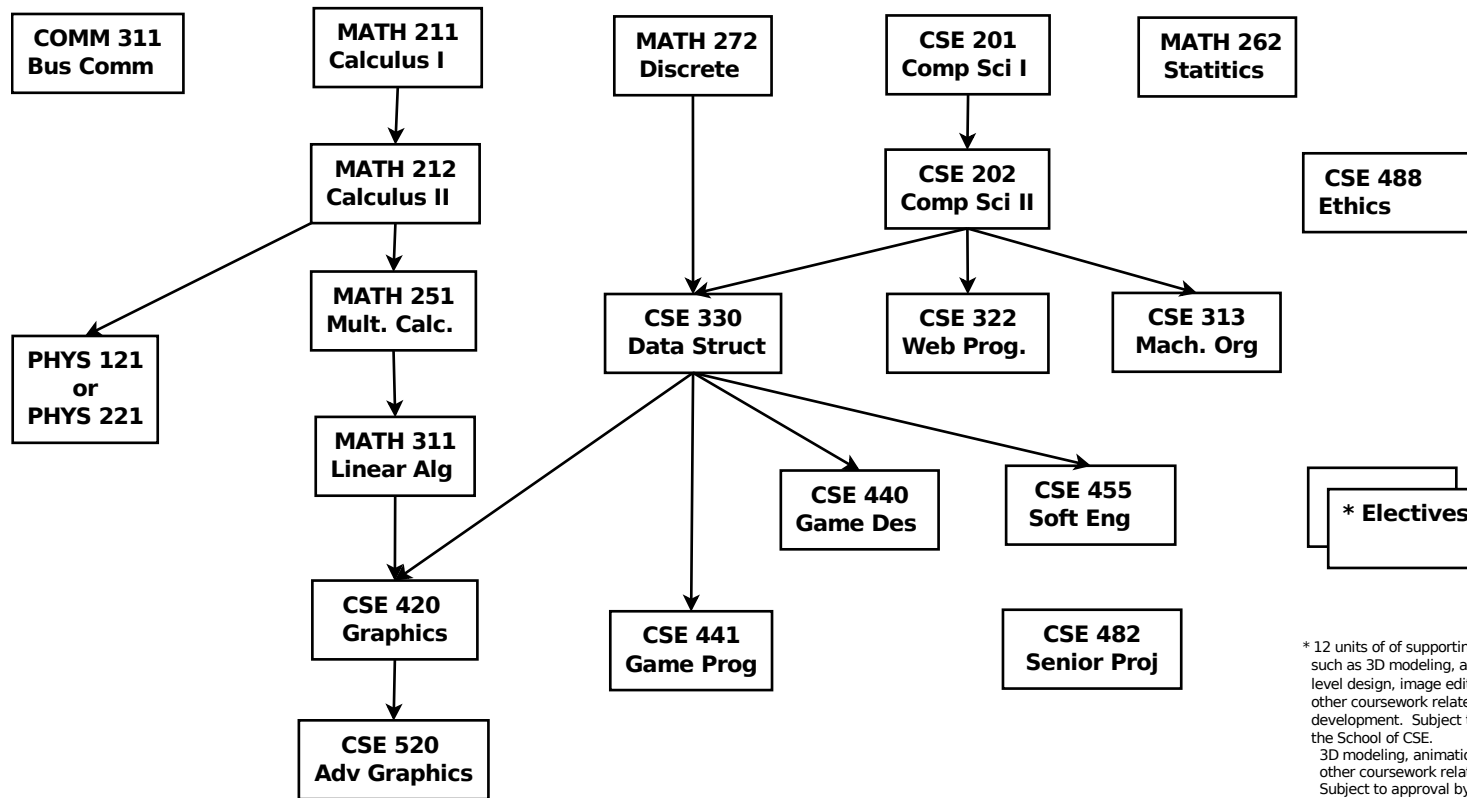 COMM 311
Bus Comm
MATH 211
Calculus I
MATH 272
Discrete
CSE 201
Comp Sci I
MATH 262
Statitics
MATH 212
Calculus II
CSE 202
Comp Sci II
CSE 488
Ethics
MATH 251
Mult. Calc.
CSE 330
Data Struct
CSE 322
Web Prog.
CSE 313
Mach. Org
PHYS 121
or
PHYS 221
MATH 311
Linear Alg
CSE 440
Game Des
CSE 455
Soft Eng
* Electives
CSE 420
Graphics
CSE 441
Game Prog
CSE 482
Senior Proj
CSE 520
Adv Graphics
* 12 units of of
such as 3D modeling,
level design, image
other coursework
development. Subject
the School of CSE.
3D modeling,
other coursework
Subject to approval by